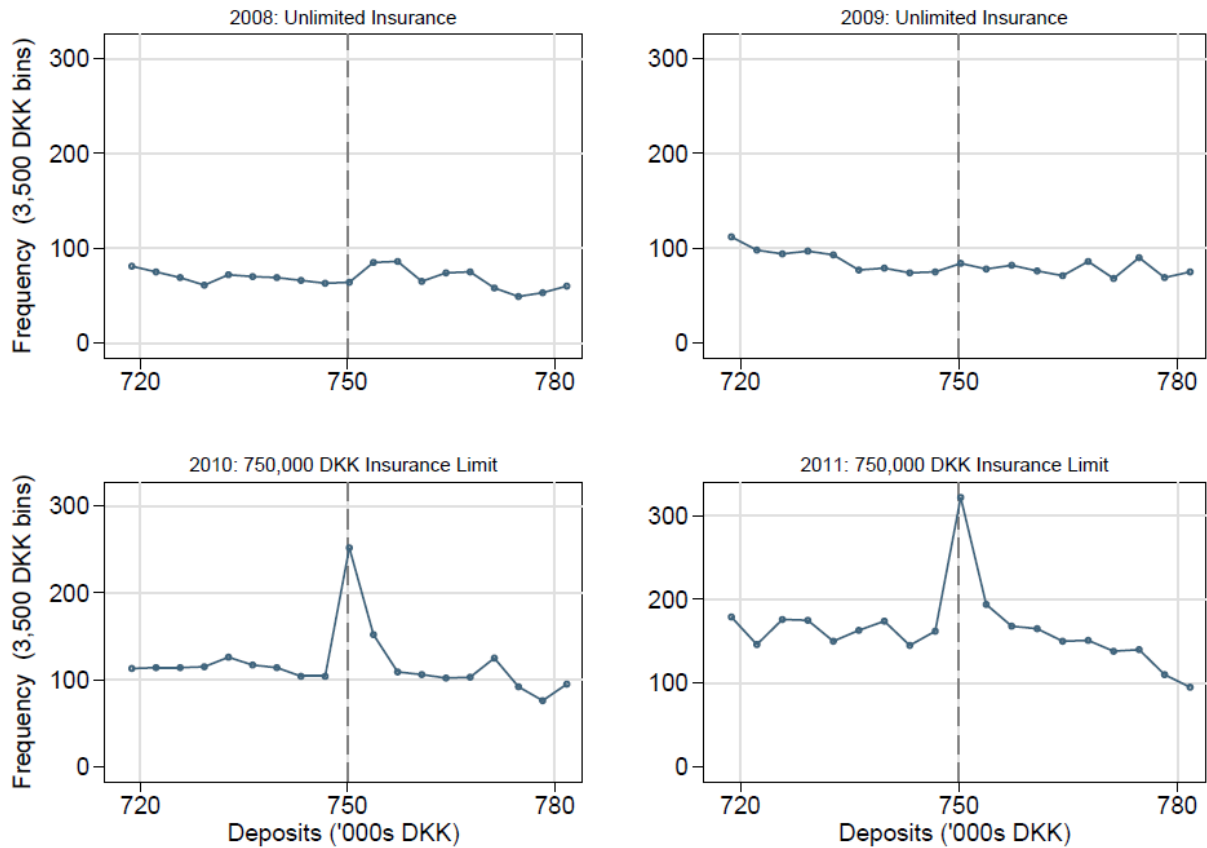 2008: Unlimited Insurance
Frequency (3,500 DKK bins)
300
200
100
0
720 750 780
2009: Unlimited Insurance
300
200
100
0
720 750 780
2010: 750,000 DKK Insurance Limit
Frequency (3,500 DKK bins)
300
200
100
0
720 750 780
Deposits ('000s DKK)
2011: 750,000 DKK Insurance Limit
300
200
100
0
720 750 780
Deposits ('000s DKK)